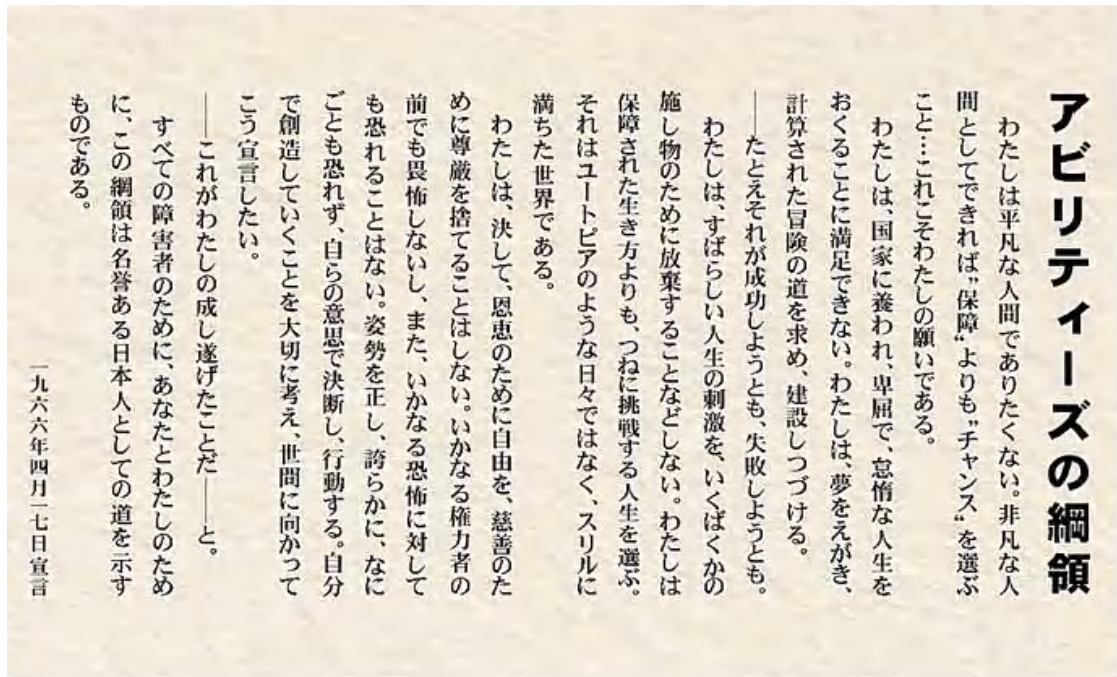 アビリティーズの綱領
わたしは平凡な人間でありたくない。非凡な人
間としてできれば〝保障〟よりも〝チャンス〟を選ぶ
こと…これこそわたしの願いである。
わたしは、国家に養われ、卑屈で、怠惰な人生を
おくることに満足できない。わたしは、夢をえがき、
計算された冒険の道を求め、建設しつづける。
――たとえそれが成功しようとも、失敗しようとも。
わたしは、すばらしい人生の刺激を、いくばくかの
施し物のために放棄することなどしない。わたしは
保障された生き方よりも、つねに挑戦する人生を選ぶ。
それはユートピアのような日々ではなく、スリルに
満ちた世界である。
わたしは、決して、恩恵のために自由を、慈善のた
めに尊厳を捨てることはしない。いかなる権力者の
前でも畏怖しないし、また、いかなる恐怖に対して
も恐れることはない。姿勢を正し、誇らかに、なに
ごとも恐れず、自らの意思で決断し、行動する。自分
で創造していくことを大切に考え、世間に向かって
こう宣言したい。
――これがわたしの成し遂げたことだ――と。
すべての障害者のために、あなたとわたしのため
に、この綱領は名誉ある日本人としての道を示す
ものである。
一九六六年四月一七日宣言